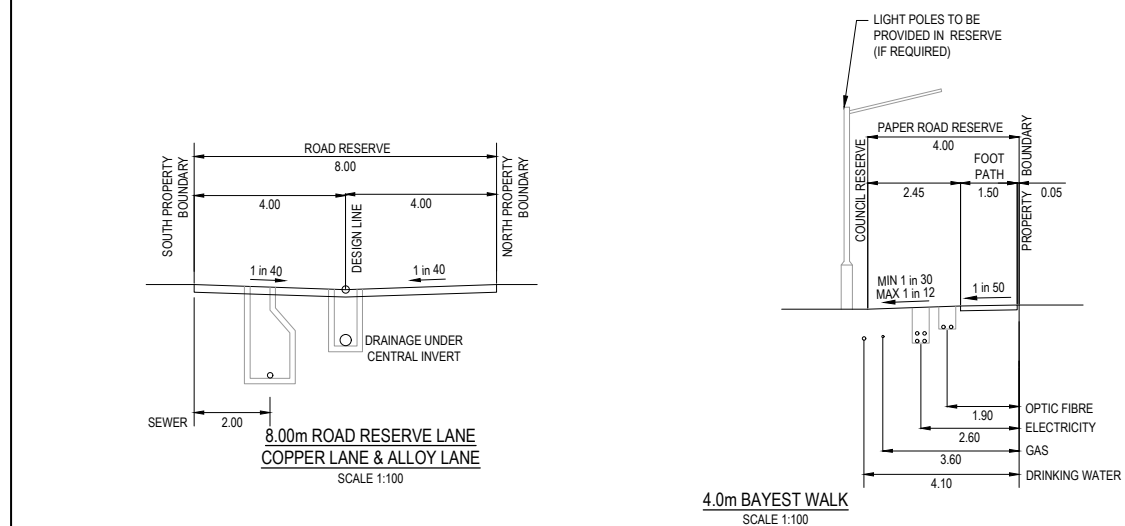 ROAD RESERVE
8.00
SOUTH PROPERTY
BOUNDARY
4.00
4.00
DESIGN LINE
NORTH PROPERTY
BOUNDARY
1 in 40
1 in 40
DRAINAGE UNDER
CENTRAL INVERT
SEWER
2.00
8.00m ROAD RESERVE LANE
COPPER LANE & ALLOY LANE
SCALE 1:100
LIGHT POLES TO BE
PROVIDED IN RESERVE
(IF REQUIRED)
PAPER ROAD RESERVE
4.00
FOOT
PATH
2.45
1.50
0.05
COUNCIL RESERVE
PROPERTY BOUNDARY
MIN 1 in 30
MAX 1 in 12
1 in 50
1.90
OPTIC FIBRE
ELECTRICITY
2.60
GAS
3.60
DRINKING WATER
4.10
4.0m BAYEST WALK
SCALE 1:100